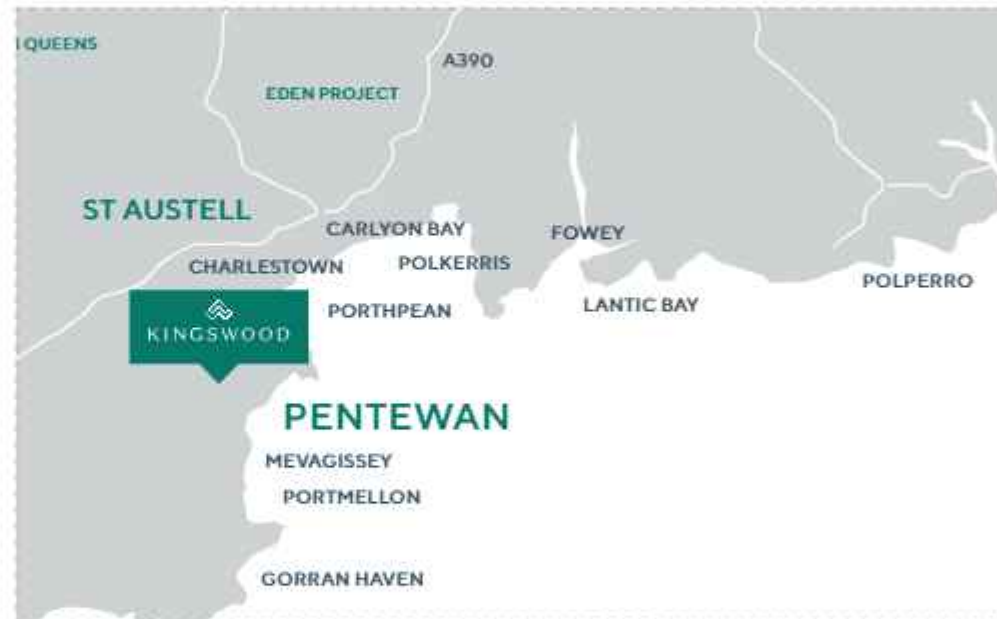 QUEENS
A390
EDEN PROJECT
ST AUSTELL
CARLYON BAY
FOWEY
CHARLESTOWN
POLKERRIS
POLPERRO
PORTHPEAN
LANTIC BAY
KINGSWOOD
PENTEWAN
MEVAGISSEY
PORTMELLON
GORRAN HAVEN